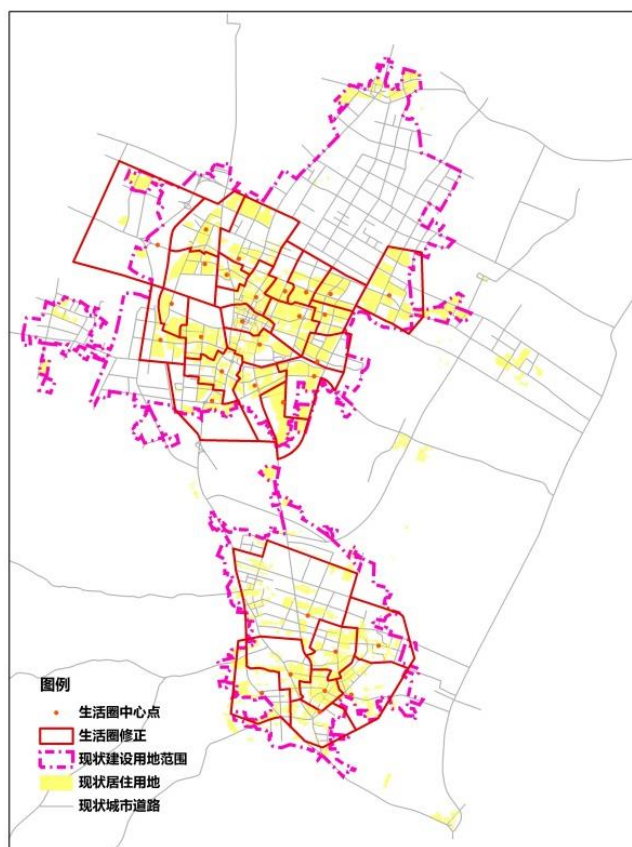 图例
生活圈中心点
生活圈修正
现状建设用地范围
现状居住用地
现状城市道路